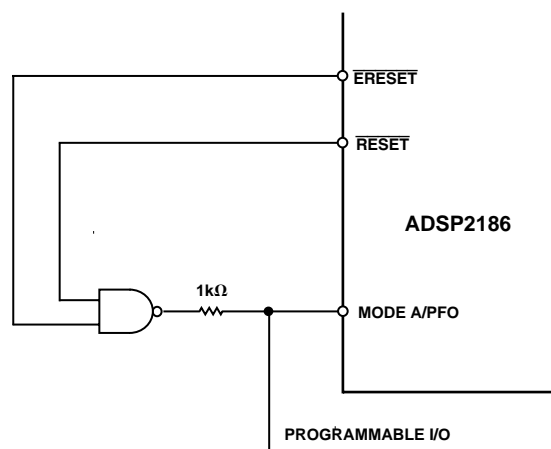 ERESET
RESET
ADSP2186
1kΩ
MODE A/PFO
PROGRAMMABLE I/O